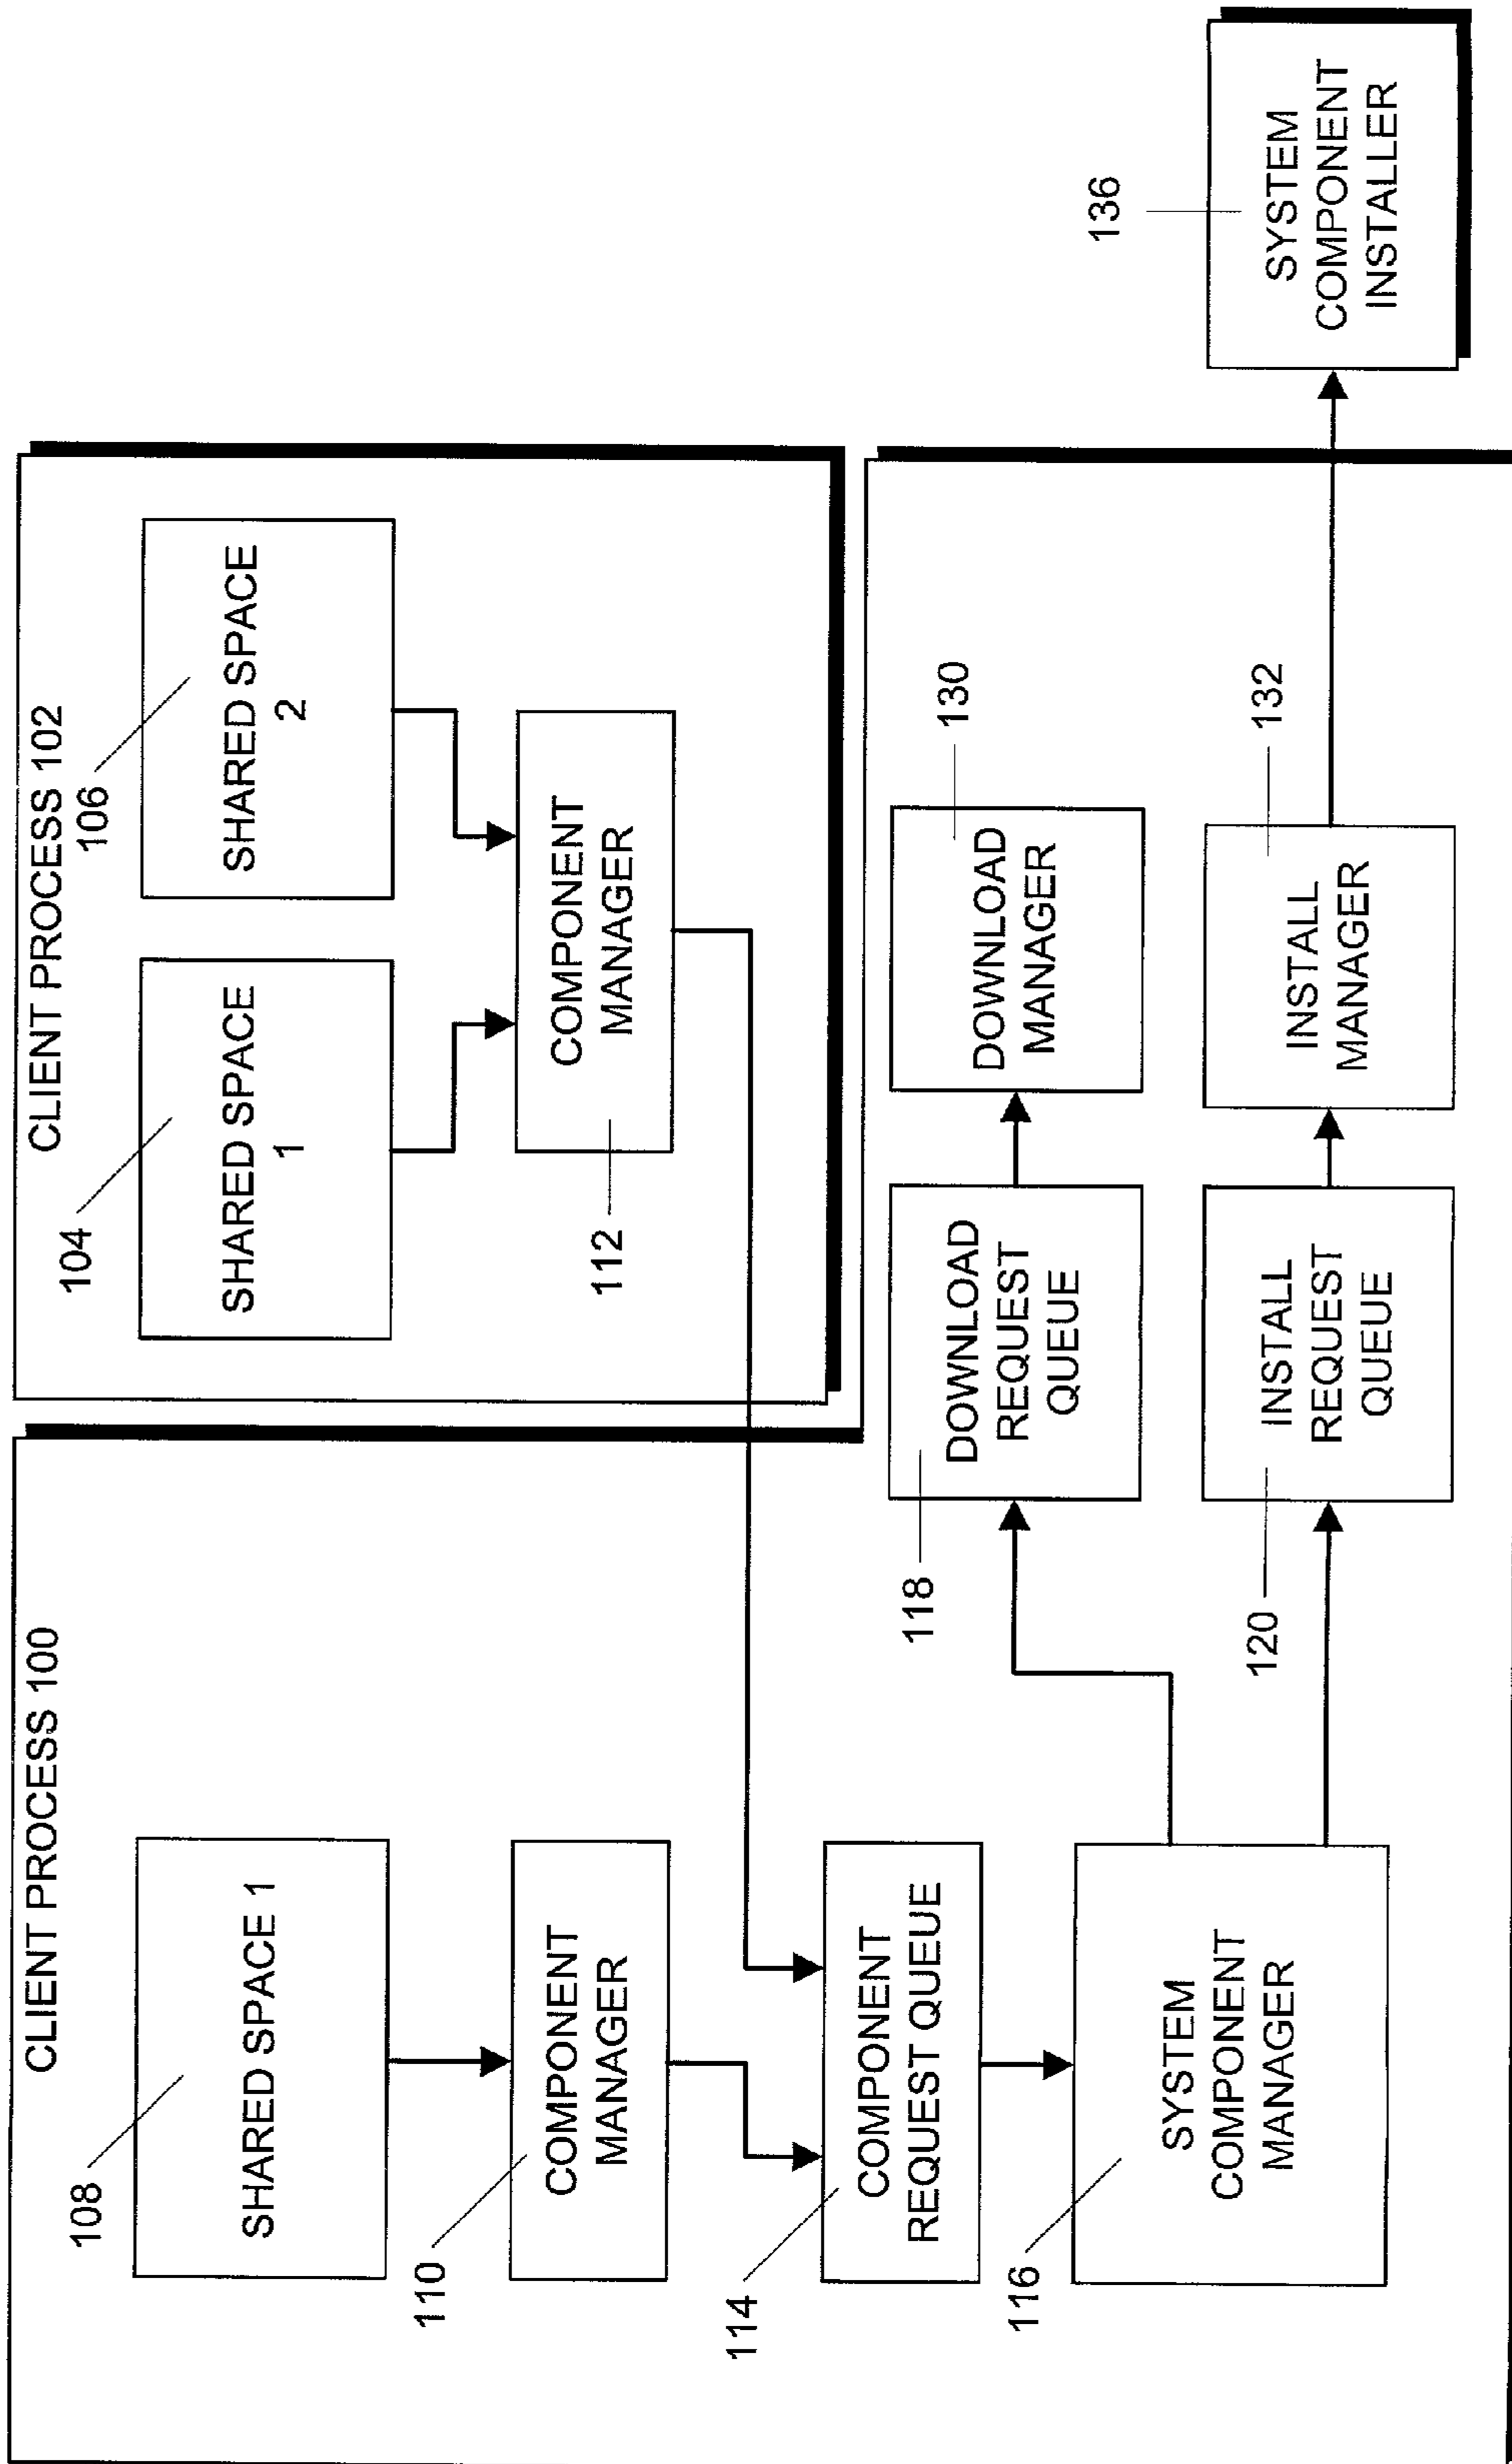 CLIENT PROCESS 100
108
SHARED SPACE 1
110
COMPONENT
MANAGER
114
COMPONENT
REQUEST QUEUE
116
SYSTEM
COMPONENT
MANAGER
CLIENT PROCESS 102
104
SHARED SPACE
1
106
SHARED SPACE
2
112
COMPONENT
MANAGER
118
DOWNLOAD
REQUEST
QUEUE
130
DOWNLOAD
MANAGER
120
INSTALL
REQUEST
QUEUE
132
INSTALL
MANAGER
136
SYSTEM
COMPONENT
INSTALLER